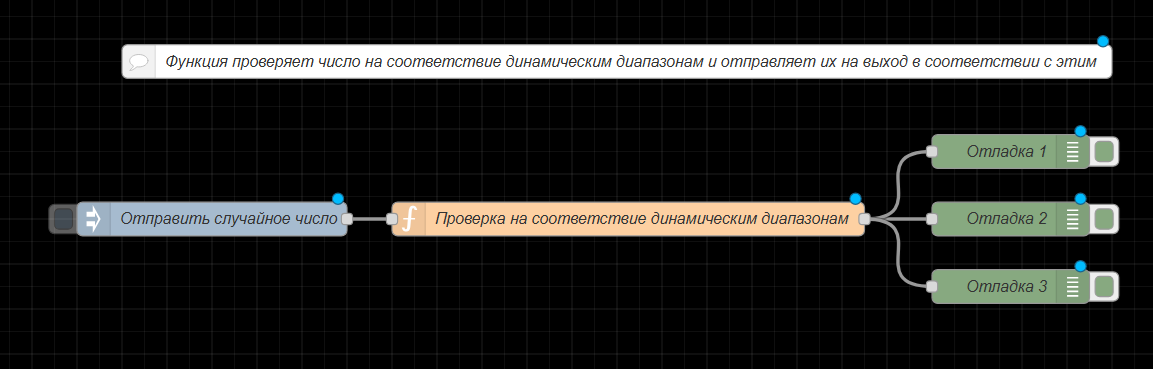 Функция проверяет число на соответствие динамическим диапазонам и отправляет их на выход в соответствии с этим
Отладка 1
Отправить случайное число
Проверка на соответствие динамическим диапазонам
Отладка 2
Отладка 3